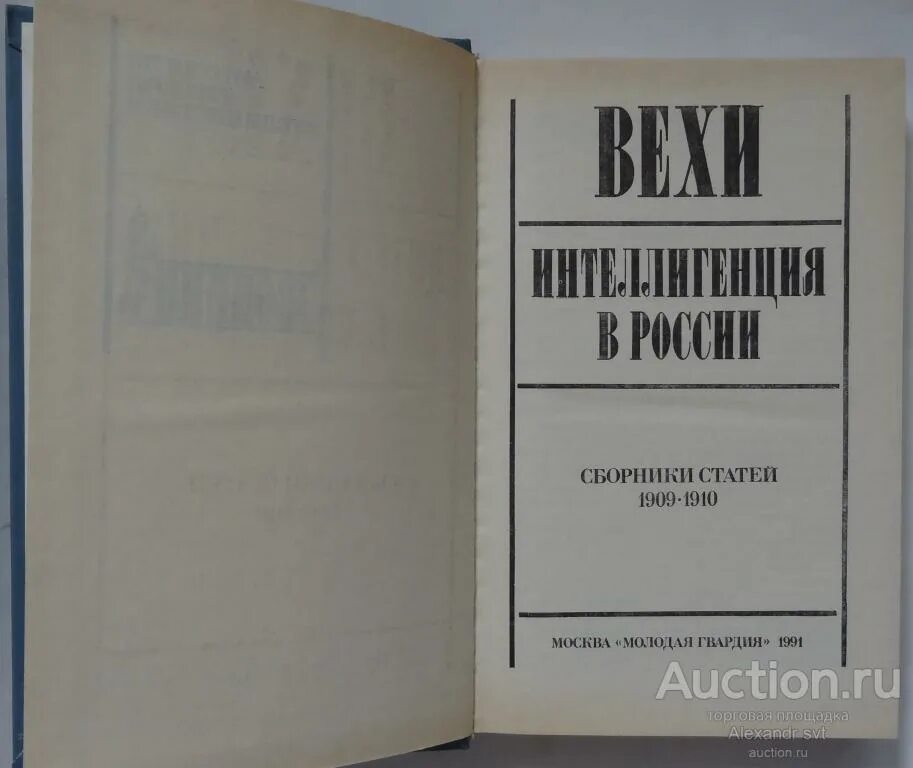 ВЕХИ
ИНТЕЛЛИГЕНЦИЯ
В РОССИИ
СБОРНИКИ СТАТЕЙ
1909·1910
МОСКВА «МОЛОДАЯ ГВАРДИЯ» 1991
Auction.ru
торговая площадка
Alexandr svt
auction.ru